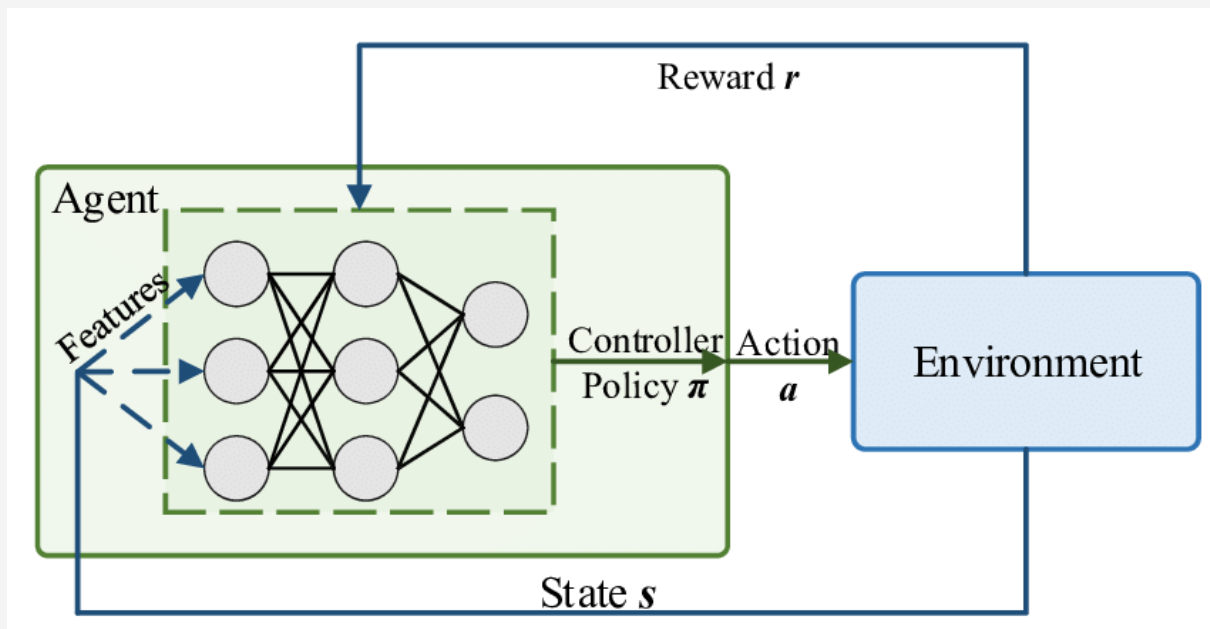 Reward r
Agent
Features
Controller
Policy π
Action
a
Environment
State s